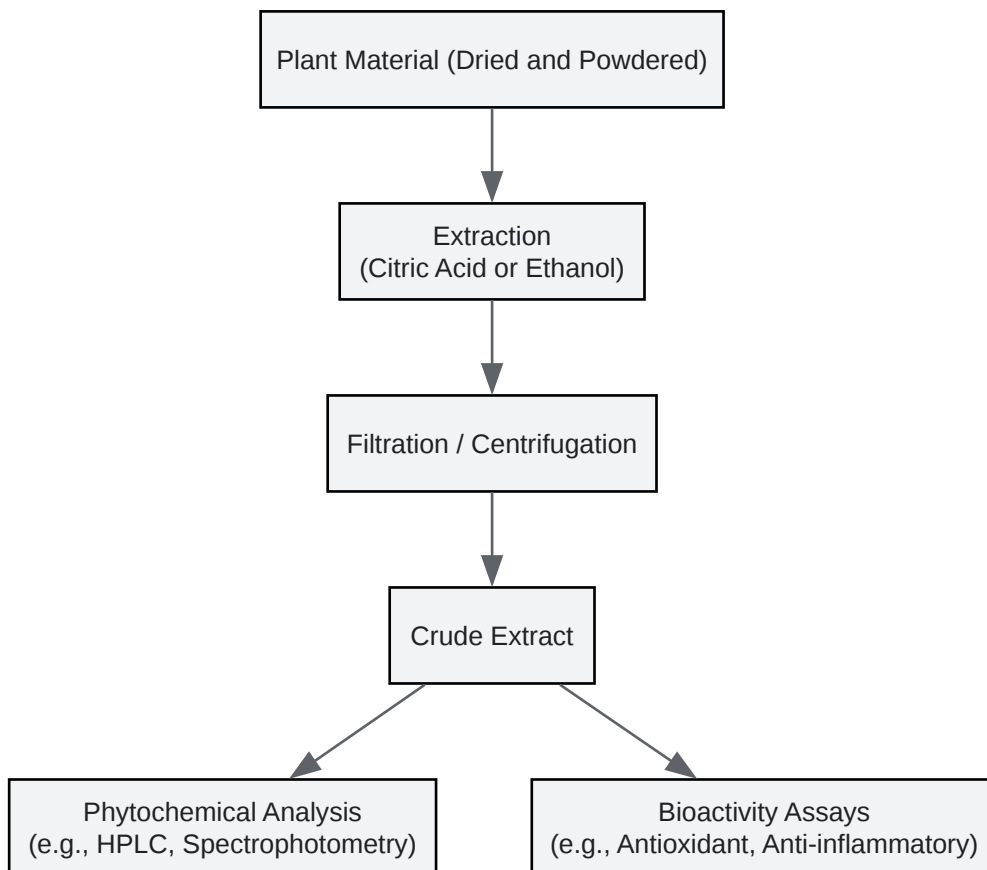 Plant Material (Dried and Powdered)
Extraction
(Citric Acid or Ethanol)
Filtration / Centrifugation
Crude Extract
Phytochemical Analysis
(e.g., HPLC, Spectrophotometry)
Bioactivity Assays
(e.g., Antioxidant, Anti-inflammatory)